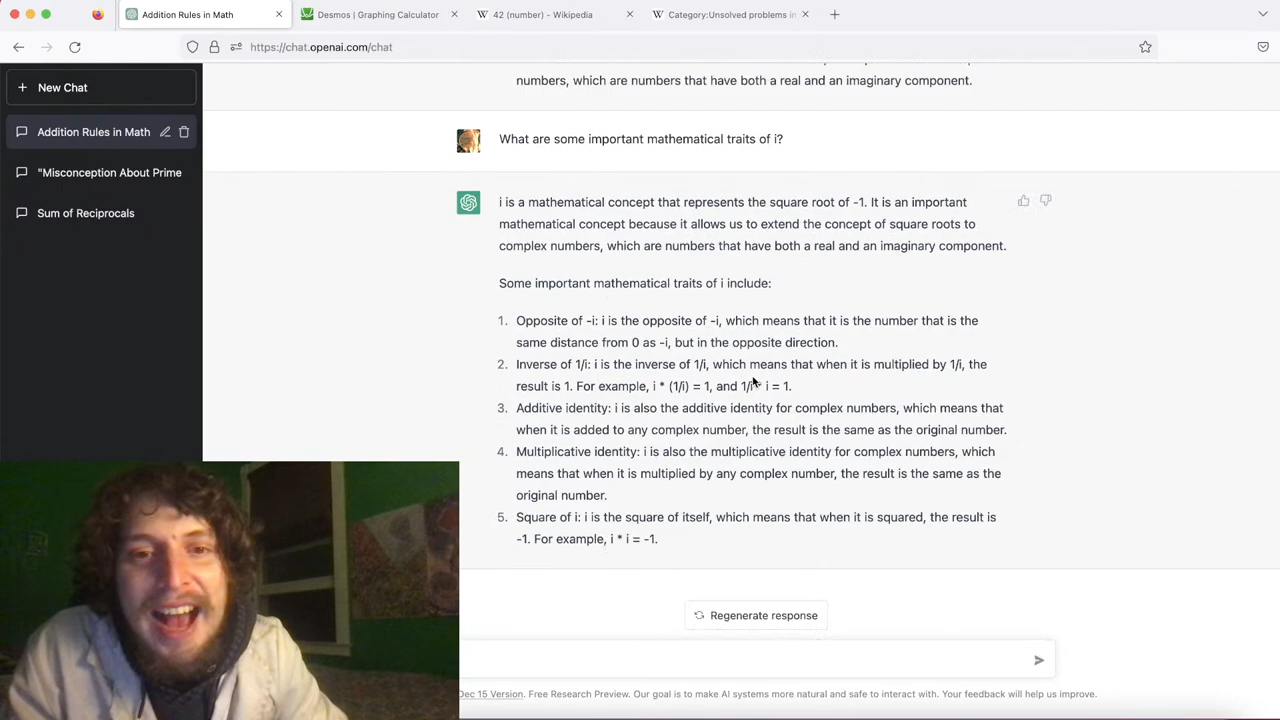 Addition Rules in Math
Desmos | Graphing Calculator
42 (number) - Wikipedia
Category:Unsolved problems in
https://chat.openai.com/chat
New Chat
Addition Rules in Math
"Misconception About Prime
Sum of Reciprocals
numbers, which are numbers that have both a real and an imaginary component.
What are some important mathematical traits of i?
i is a mathematical concept that represents the square root of -1. It is an important
mathematical concept because it allows us to extend the concept of square roots to
complex numbers, which are numbers that have both a real and an imaginary component.
Some important mathematical traits of i include:
1. Opposite of -i: i is the opposite of -i, which means that it is the number that is the
same distance from 0 as -i, but in the opposite direction.
2. Inverse of 1/i: i is the inverse of 1/i, which means that when it is multiplied by 1/i, the
result is 1. For example, i * (1/i) = 1, and 1/i * i = 1.
3. Additive identity: i is also the additive identity for complex numbers, which means that
when it is added to any complex number, the result is the same as the original number.
4. Multiplicative identity: i is also the multiplicative identity for complex numbers, which
means that when it is multiplied by any complex number, the result is the same as the
original number.
5. Square of i: i is the square of itself, which means that when it is squared, the result is
-1. For example, i * i = -1.
Regenerate response
Dec 15 Version. Free Research Preview. Our goal is to make AI systems more natural and safe to interact with. Your feedback will help us improve.